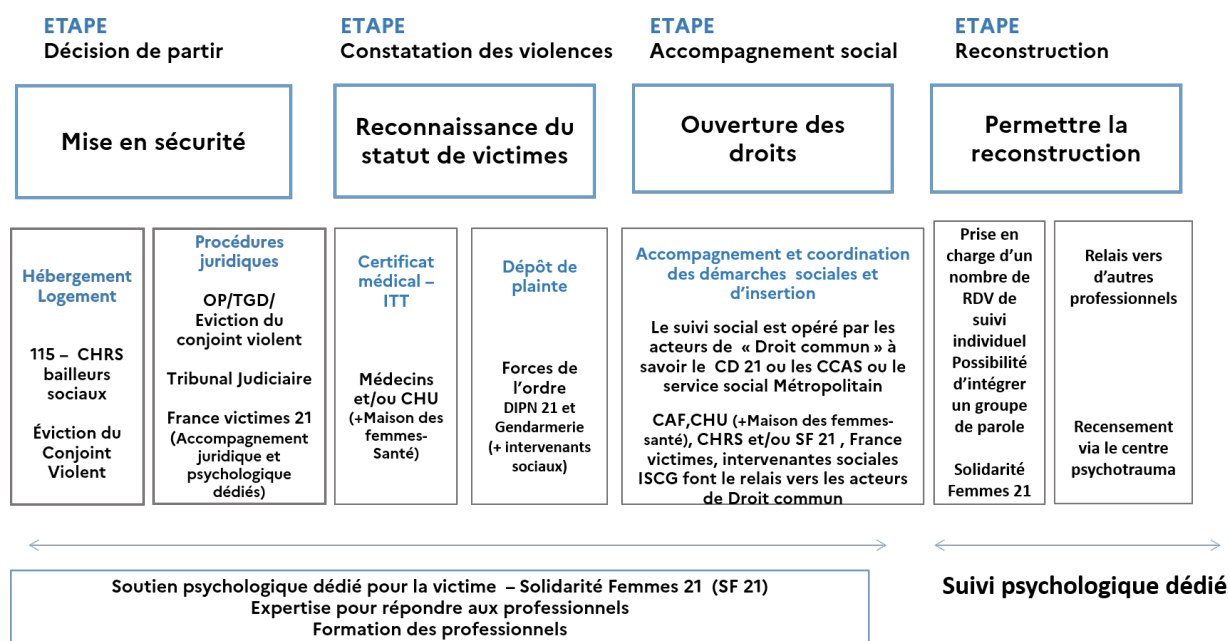 ETAPE
Décision de partir
ETAPE
Constatation des violences
ETAPE
Accompagnement social
ETAPE
Reconstruction
Mise en sécurité
Reconnaissance du
statut de victimes
Ouverture des
droits
Permettre la
reconstruction
Hébergement
Logement
115 – CHRS
bailleurs
sociaux
Éviction du
Conjoint
Violent
Procédures
juridiques
OP/TGD/
Eviction du
conjoint violent
Tribunal Judiciaire
France victimes 21
(Accompagnement
juridique et
psychologique
dédiés)
Certificat
médical –
ITT
Médecins
et/ou CHU
(+Maison des
femmes-
Santé)
Dépôt de
plainte
Forces de
l’ordre
DIPN 21 et
Gendarmerie
(+ intervenants
sociaux)
Accompagnement et coordination
des démarches sociales et
d’insertion
Le suivi social est opéré par les
acteurs de « Droit commun » à
savoir le CD 21 ou les CCAS ou le
service social Métropolitain
CAF,CHU (+Maison des femmes-
santé), CHRS et/ou SF 21 , France
victimes, intervenantes sociales
ISCG font le relais vers les acteurs
de Droit commun
Prise en
charge d’un
nombre de
RDV de
suivi
individuel
Possibilité
d’intégrer
un groupe
de parole
Solidarité
Femmes 21
Relais vers
d’autres
professionnels
Recensement
via le centre
psychotrauma
Soutien psychologique dédié pour la victime – Solidarité Femmes 21 (SF 21)
Expertise pour répondre aux professionnels
Formation des professionnels
Suivi psychologique dédié